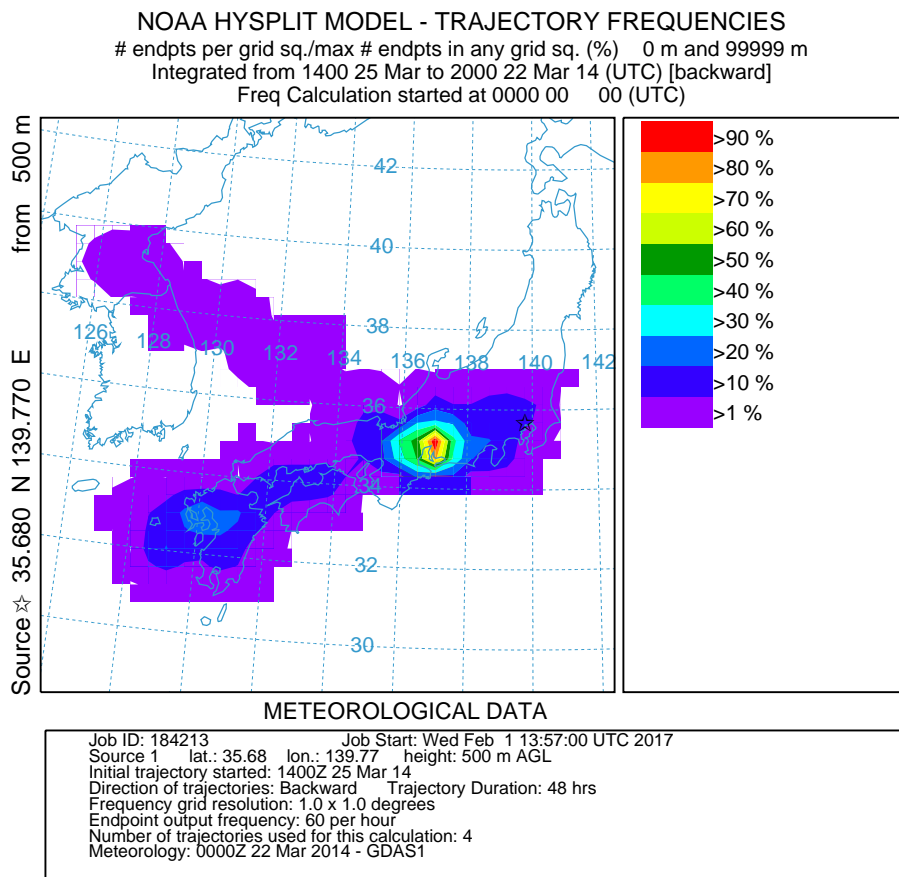 NOAA HYSPLIT MODEL - TRAJECTORY FREQUENCIES
# endpts per grid sq./max # endpts in any grid sq. (%) 0 m and 99999 m
Integrated from 1400 25 Mar to 2000 22 Mar 14 (UTC) [backward]
Freq Calculation started at 0000 00 00 (UTC)
Source ☆ 35.680 N 139.770 E from 500 m
42
40
38
126 128 130 132 134 136 138 140 142
36
34
32
30
>90 %
>80 %
>70 %
>60 %
>50 %
>40 %
>30 %
>20 %
>10 %
>1 %
METEOROLOGICAL DATA
Job ID: 184213 Job Start: Wed Feb 1 13:57:00 UTC 2017
Source 1 lat.: 35.68 lon.: 139.77 height: 500 m AGL
Initial trajectory started: 1400Z 25 Mar 14
Direction of trajectories: Backward Trajectory Duration: 48 hrs
Frequency grid resolution: 1.0 x 1.0 degrees
Endpoint output frequency: 60 per hour
Number of trajectories used for this calculation: 4
Meteorology: 0000Z 22 Mar 2014 - GDAS1